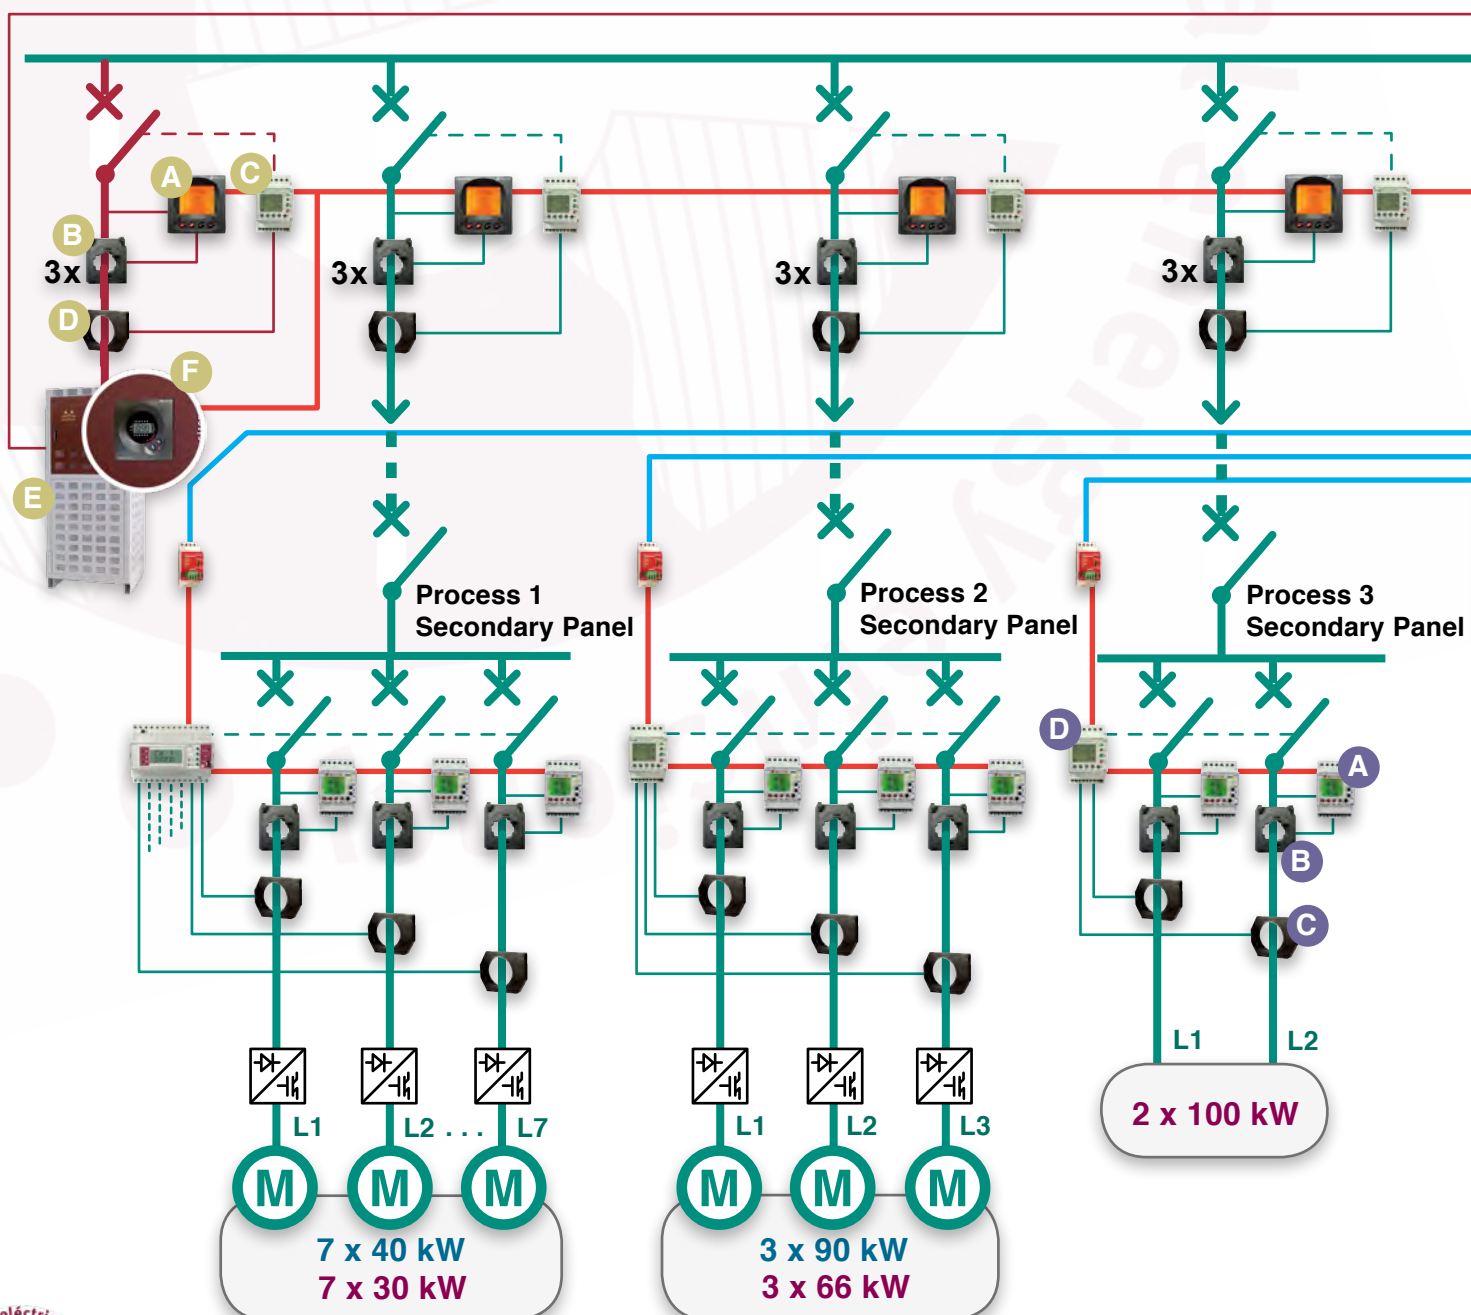 A
C
B
3x
3x
3x
3x
D
F
E
Process 1
Secondary Panel
Process 2
Secondary Panel
Process 3
Secondary Panel
D
A
B
C
L1
L2 . . .
L7
L1
L2
L3
L1
L2
2 x 100 kW
M
M
M
M
M
M
7 x 40 kW
7 x 30 kW
3 x 90 kW
3 x 66 kW